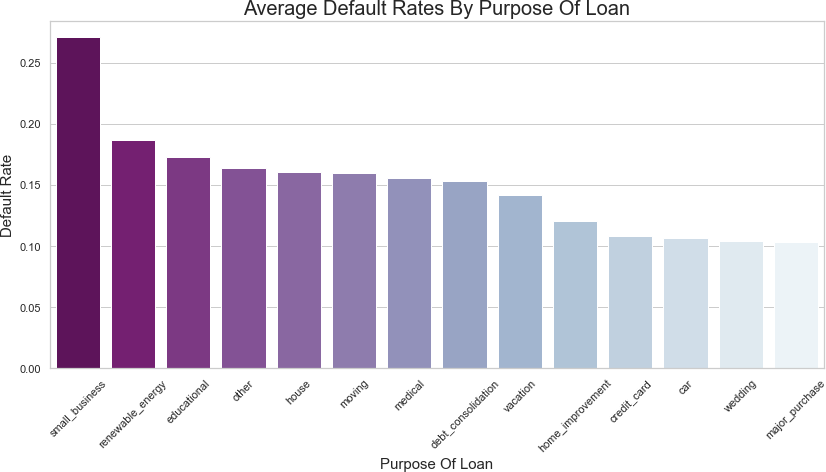 Average Default Rates By Purpose Of Loan
Default Rate
0.25
0.20
0.15
0.10
0.05
0.00
small_business
renewable_energy
educational
other
house
moving
medical
debt_consolidation
vacation
home_improvement
credit_card
car
wedding
major_purchase
Purpose Of Loan